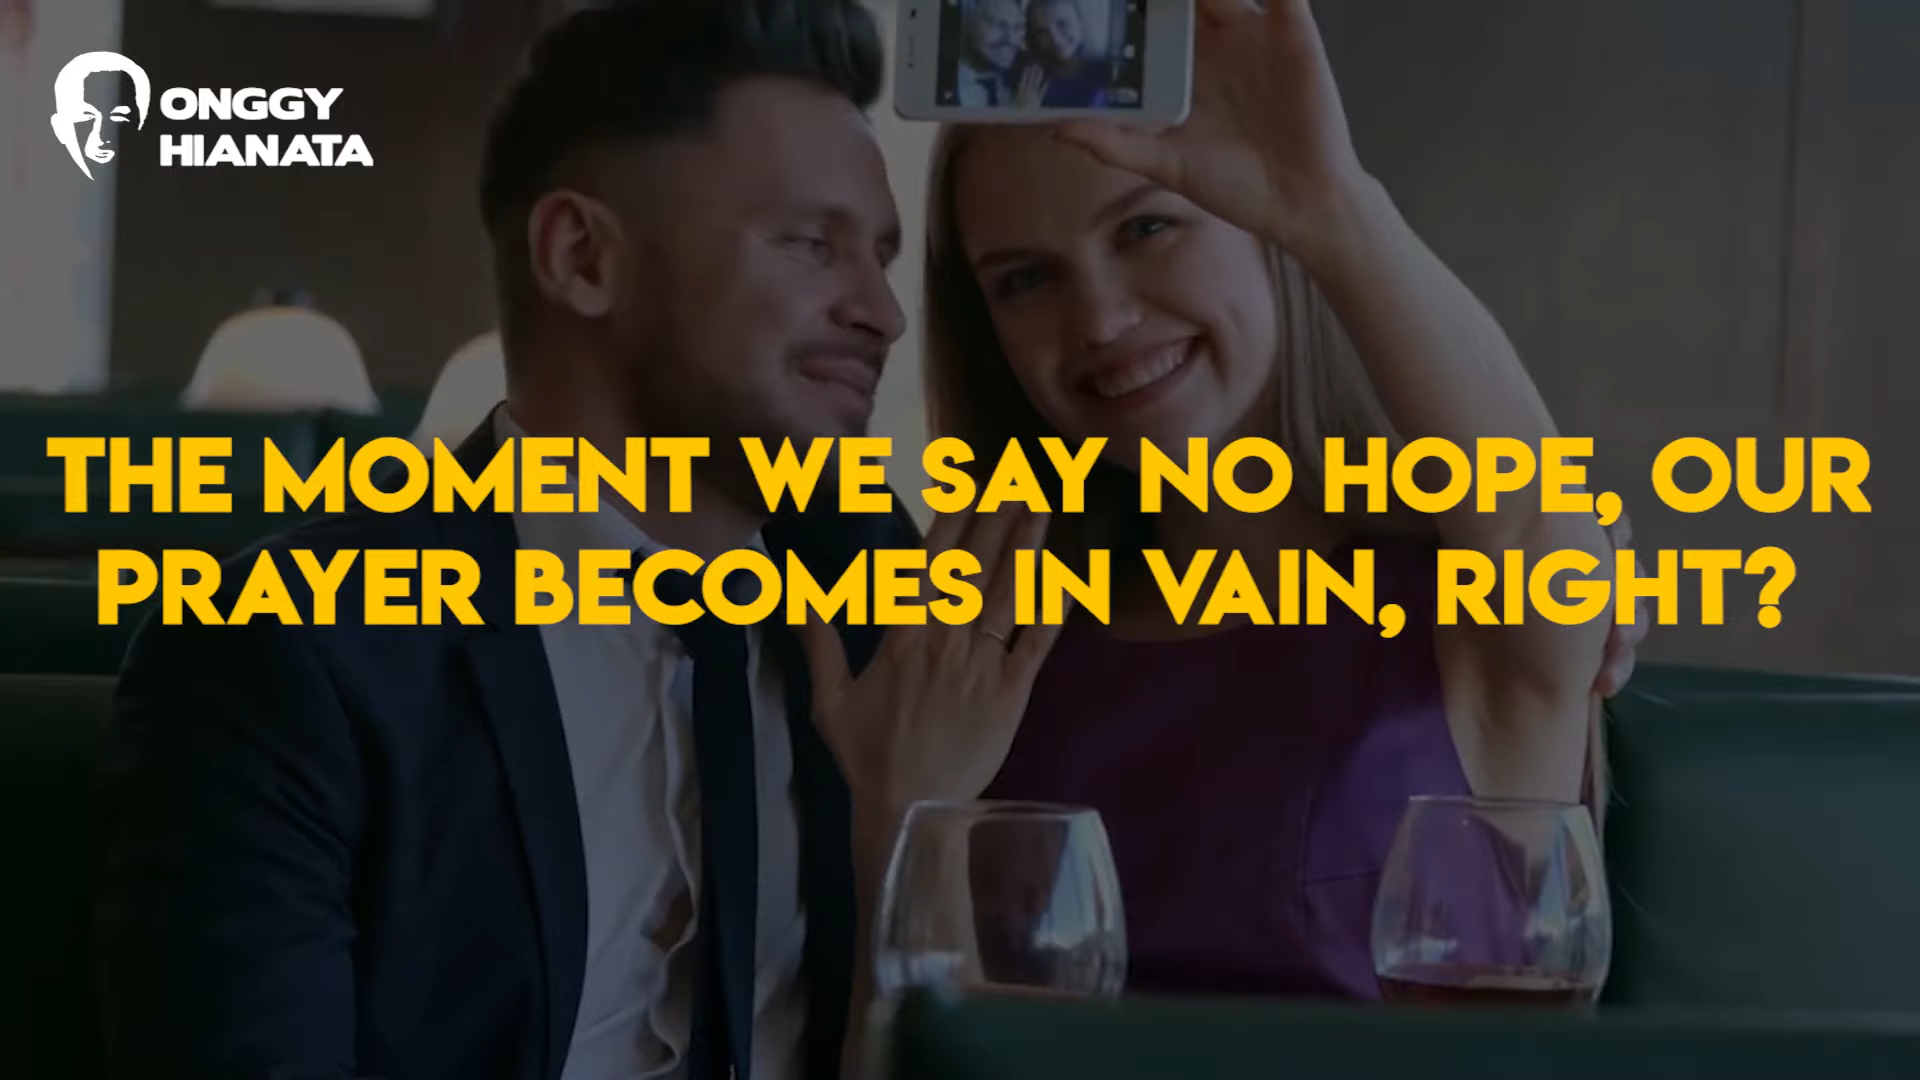 ONGGY
HIANATA
THE MOMENT WE SAY NO HOPE, OUR
PRAYER BECOMES IN VAIN, RIGHT?